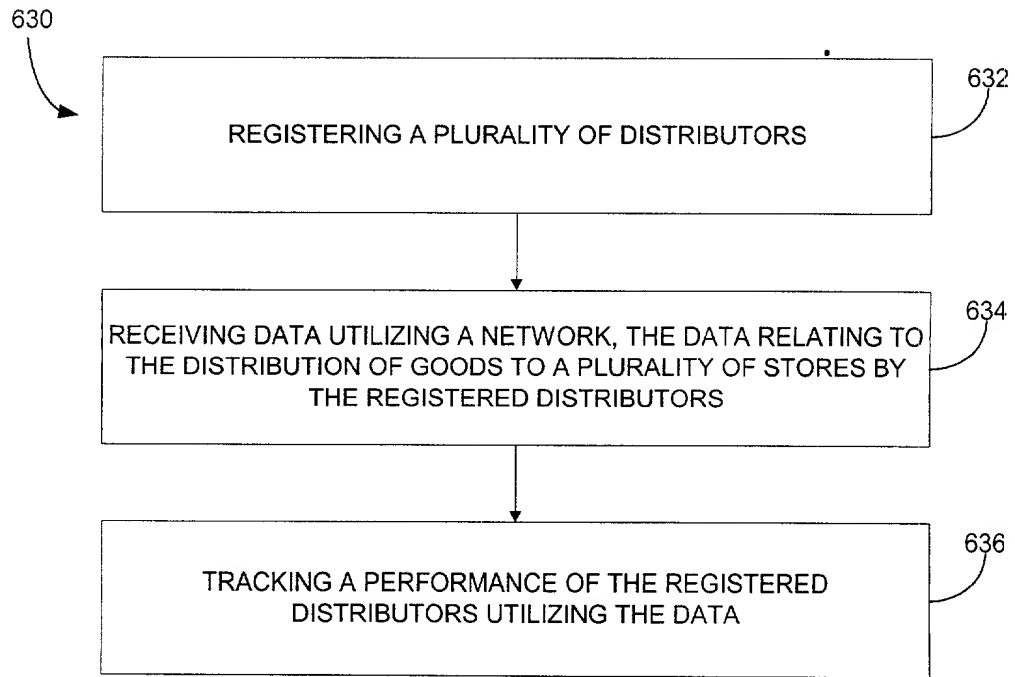 630
632
REGISTERING A PLURALITY OF DISTRIBUTORS
634
RECEIVING DATA UTILIZING A NETWORK, THE DATA RELATING TO
THE DISTRIBUTION OF GOODS TO A PLURALITY OF STORES BY
THE REGISTERED DISTRIBUTORS
636
TRACKING A PERFORMANCE OF THE REGISTERED
DISTRIBUTORS UTILIZING THE DATA